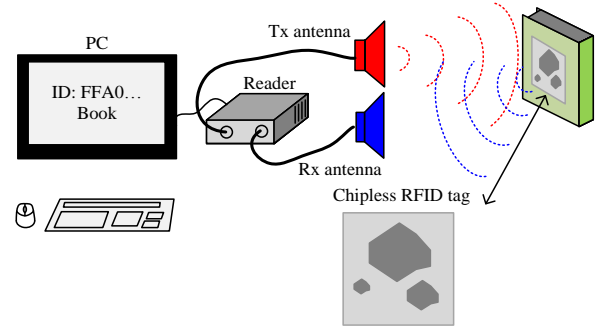 PC
ID: FFA0…
Book
Tx antenna
Reader
Rx antenna
Chipless RFID tag